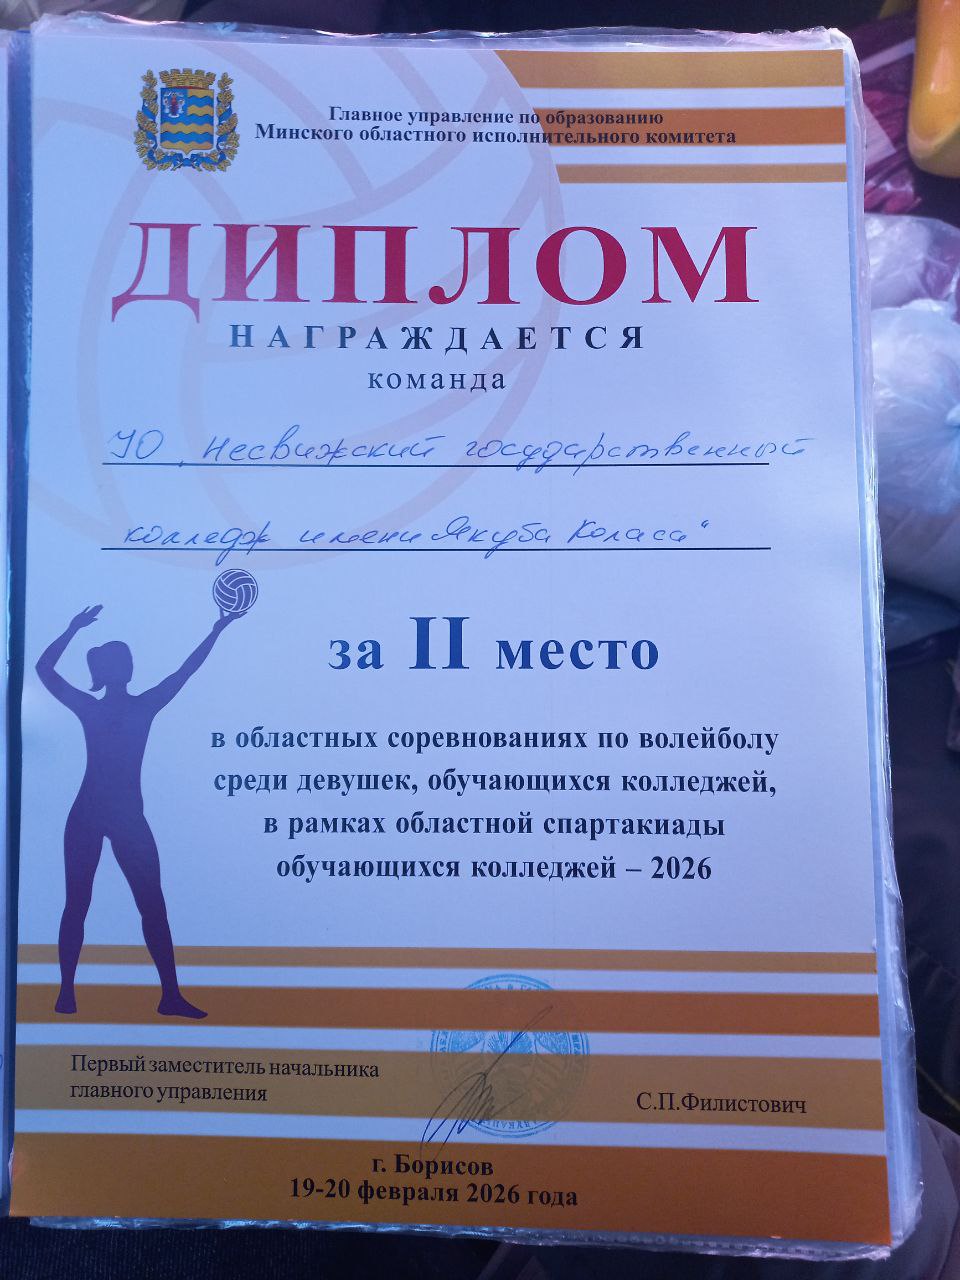 Главное управление по образованию
Минского областного исполнительного комитета
ДИПЛОМ
НАГРАЖДАЕТСЯ
команда
УО „Несвижский государственный
колледж имени Якуба Коласа“
за II место
в областных соревнованиях по волейболу
среди девушек, обучающихся колледжей,
в рамках областной спартакиады
обучающихся колледжей – 2026
Первый заместитель начальника
главного управления
С.П.Филистович
г. Борисов
19-20 февраля 2026 года